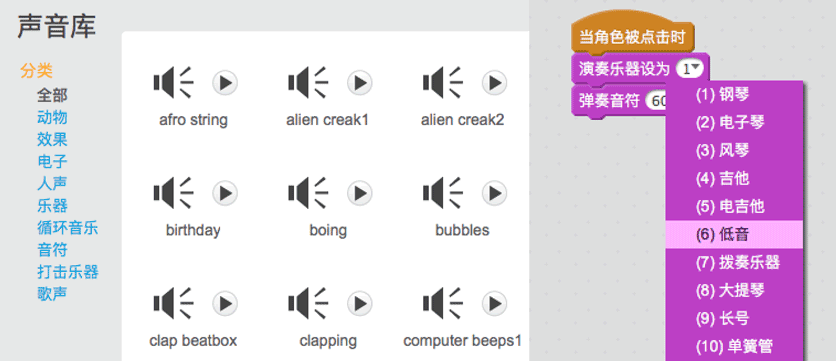 声音库
分类
全部
动物
效果
电子
人声
乐器
循环音乐
音符
打击乐器
歌声
afro string
alien creak1
alien creak2
birthday
boing
bubbles
clap beatbox
clapping
computer beeps1
当角色被点击时
演奏乐器设为 1
弹奏音符 60
(1) 钢琴
(2) 电子琴
(3) 风琴
(4) 吉他
(5) 电吉他
(6) 低音
(7) 拨奏乐器
(8) 大提琴
(9) 长号
(10) 单簧管